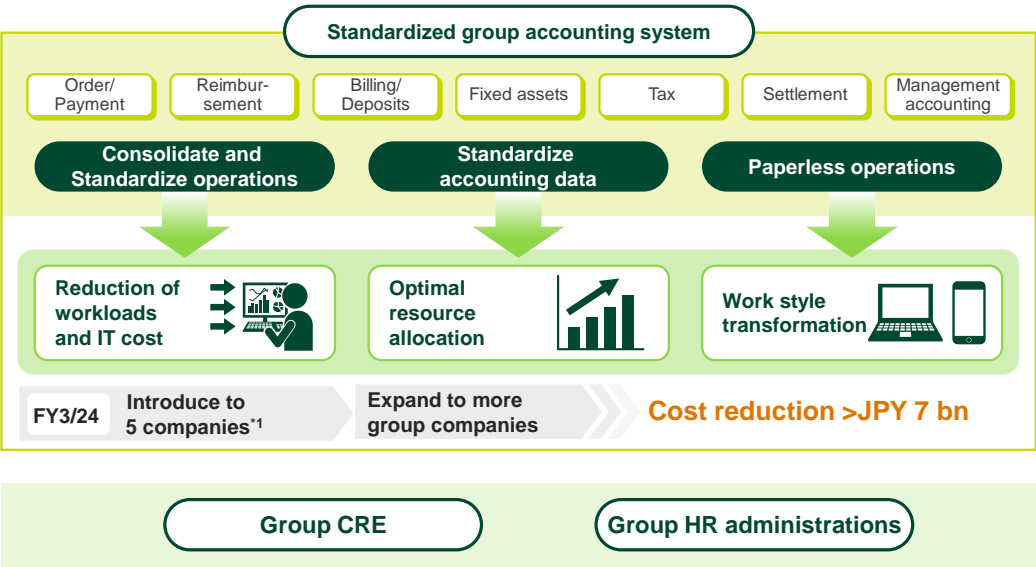 Standardized group accounting system
Order/
Payment
Reimbur-
sement
Billing/
Deposits
Fixed assets
Tax
Settlement
Management
accounting
Consolidate and
Standardize operations
Standardize
accounting data
Paperless operations
Reduction of
workloads
and IT cost
Optimal
resource
allocation
Work style
transformation
FY3/24
Introduce to
5 companies*1
Expand to more
group companies
Cost reduction >JPY 7 bn
Group CRE
Group HR administrations